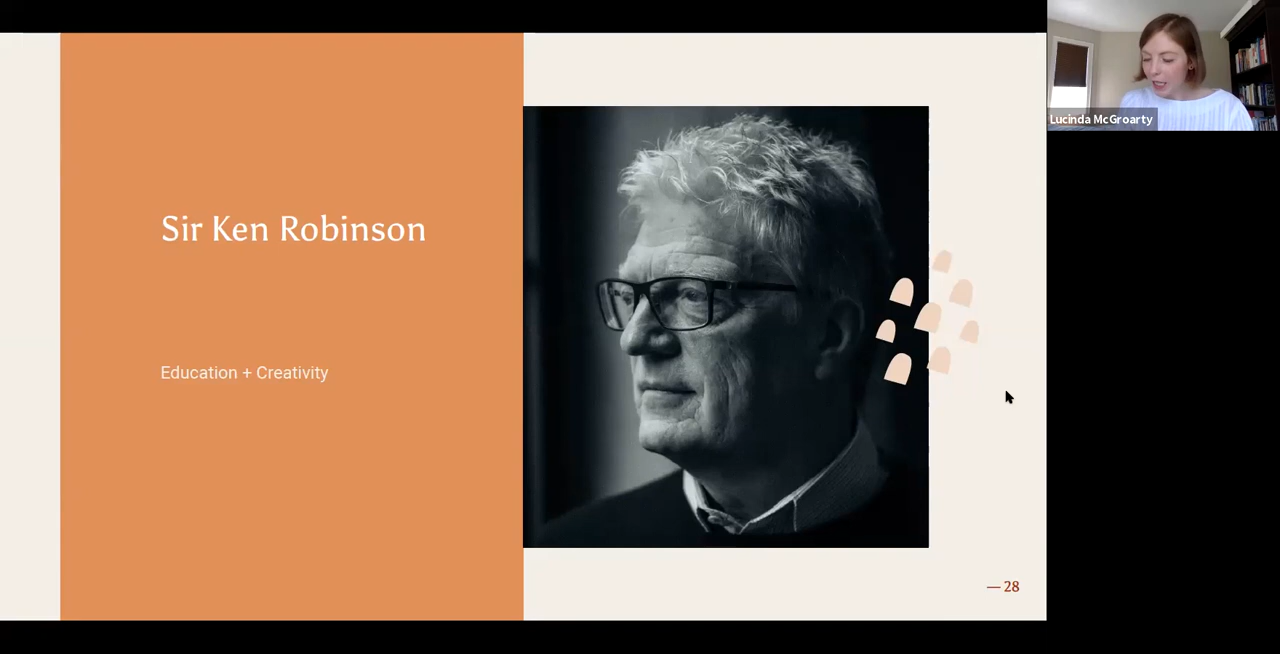 Sir Ken Robinson
Education + Creativity
— 28
Lucinda McGroarty